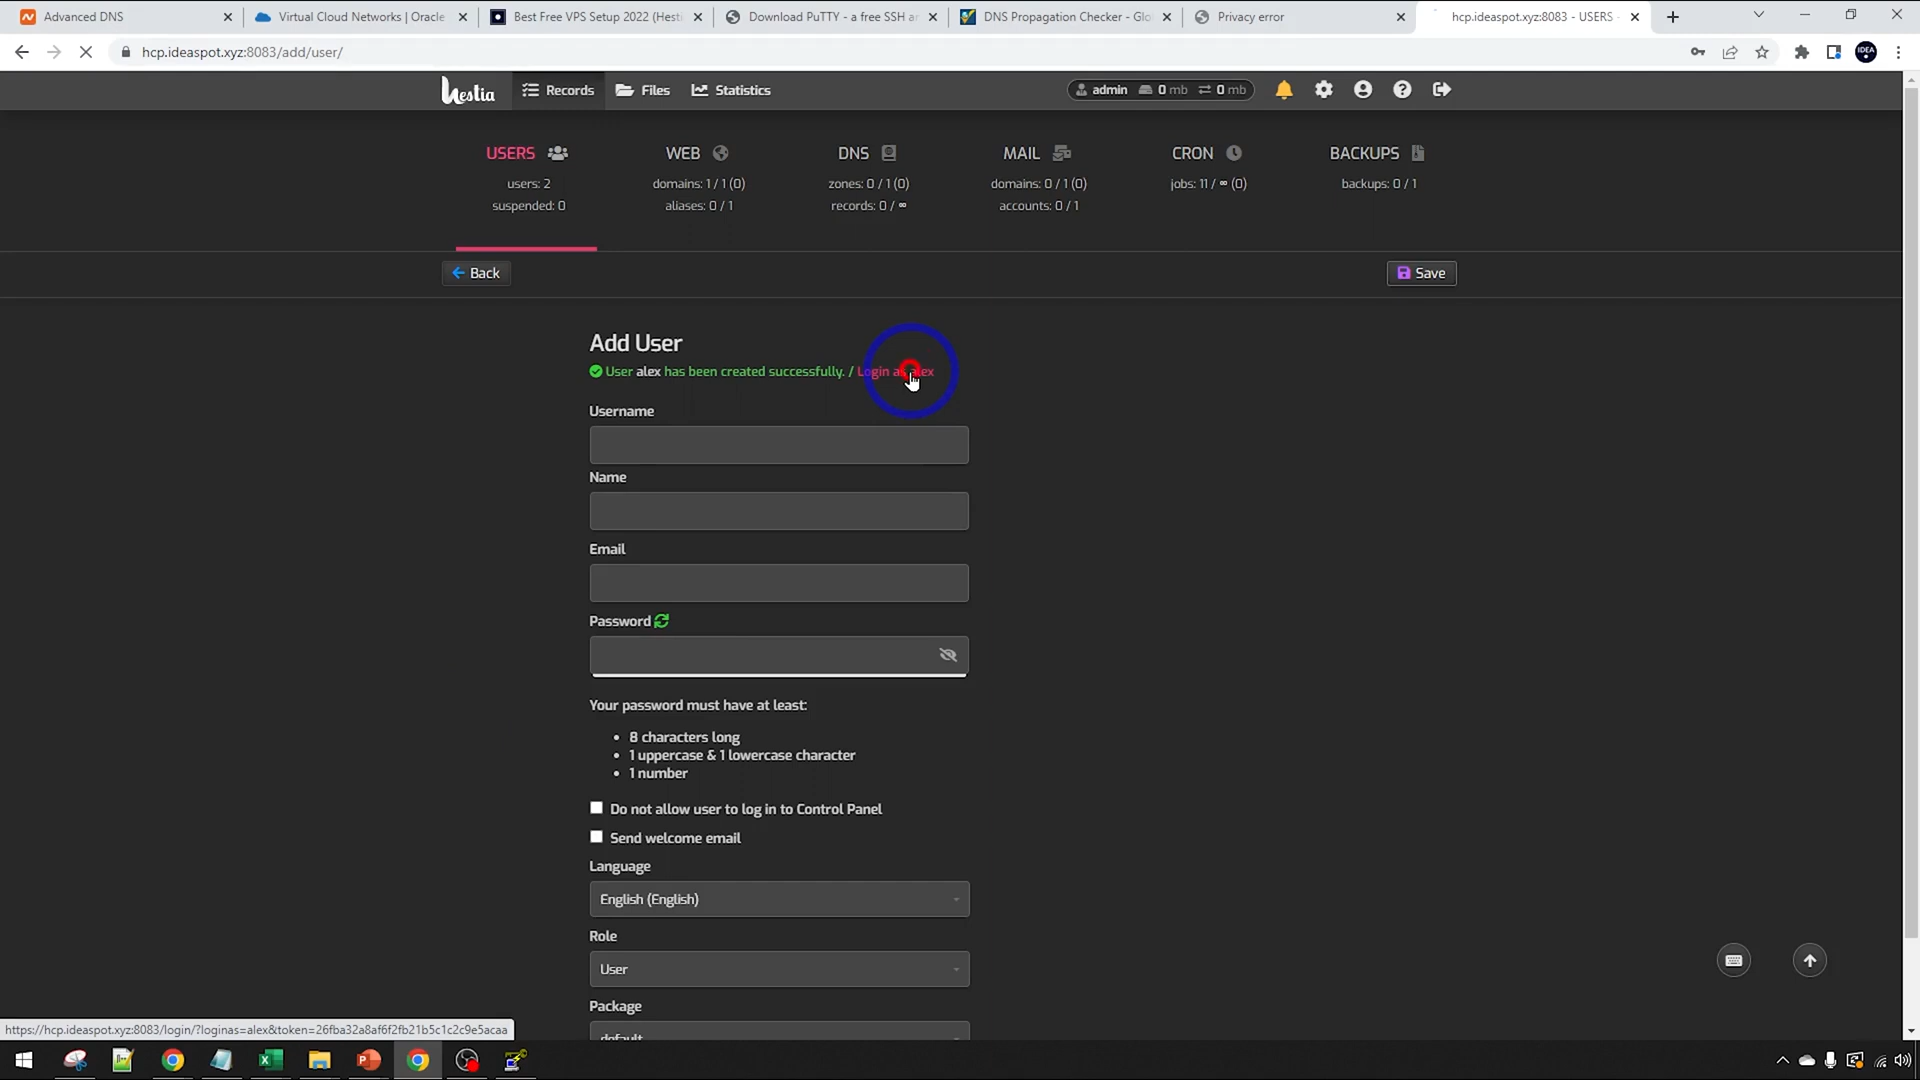 Advanced DNS
Virtual Cloud Networks | Oracle
Best Free VPS Setup 2022 (Hesti
Download PuTTY - a free SSH an
DNS Propagation Checker - Glo
Privacy error
hcp.ideaspot.xyz:8083 - USERS -
hcp.ideaspot.xyz:8083/add/user/
IDEA
hestia
Records
Files
Statistics
admin 0 mb 0 mb
USERS
users: 2
suspended: 0
WEB
domains: 1 / 1 (0)
aliases: 0 / 1
DNS
zones: 0 / 1 (0)
records: 0 / ∞
MAIL
domains: 0 / 1 (0)
accounts: 0 / 1
CRON
jobs: 11 / ∞ (0)
BACKUPS
backups: 0 / 1
Back
Save
Add User
User alex has been created successfully. / Login as alex
Username
Name
Email
Password
Your password must have at least:
• 8 characters long
• 1 uppercase & 1 lowercase character
• 1 number
Do not allow user to log in to Control Panel
Send welcome email
Language
English (English)
Role
User
Package
default
https://hcp.ideaspot.xyz:8083/login/?loginas=alex&token=26fba32a8af6f2fb21b5c1c2c9e5acaa